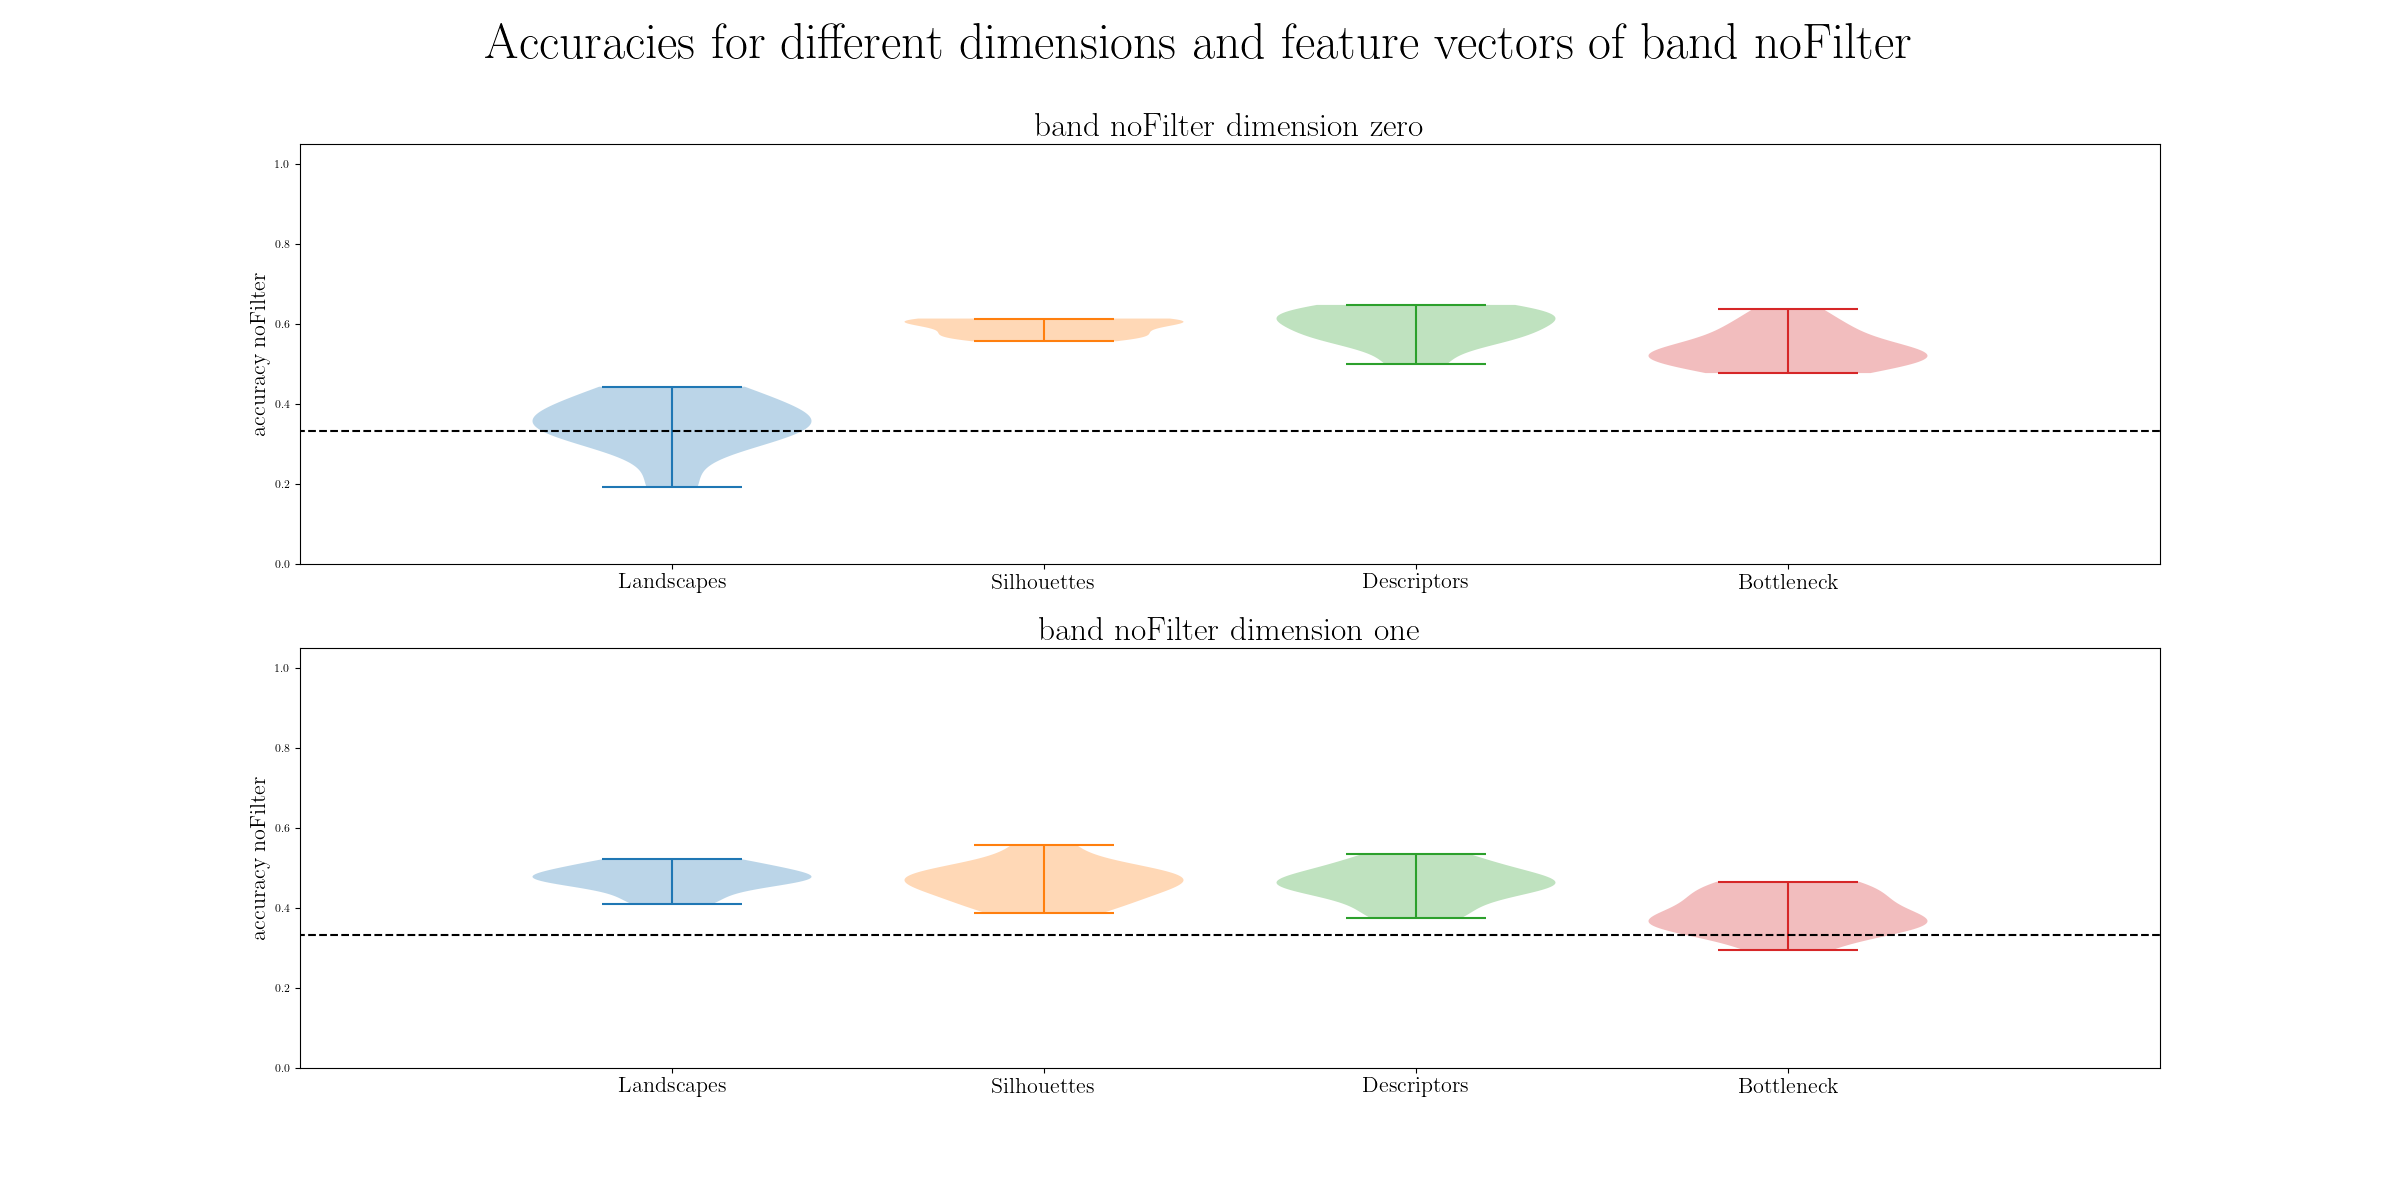 Accuracies for different dimensions and feature vectors of band noFilter
band noFilter dimension zero
accuracy noFilter
1.0
0.8
0.6
0.4
0.2
0.0
Landscapes Silhouettes Descriptors Bottleneck
band noFilter dimension one
accuracy noFilter
1.0
0.8
0.6
0.4
0.2
0.0
Landscapes Silhouettes Descriptors Bottleneck